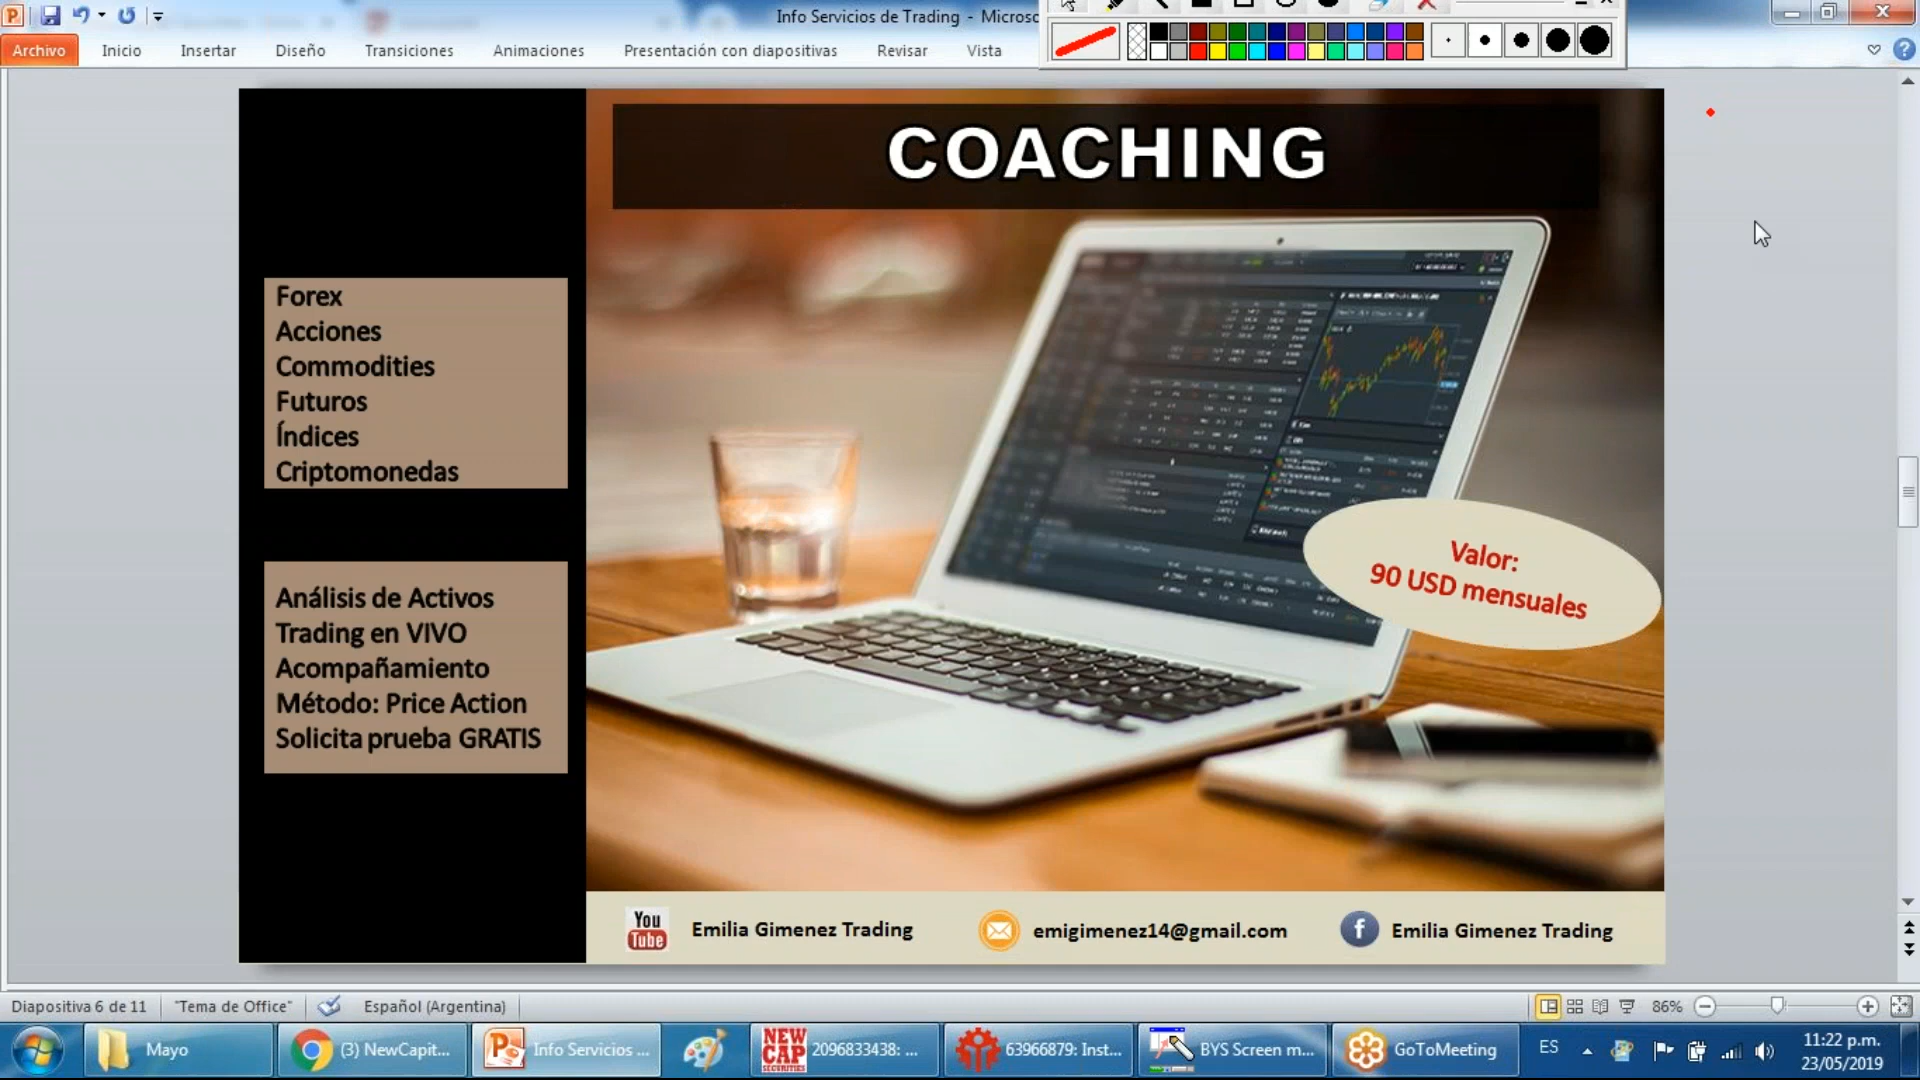 Info Servicios de Trading - Microso
Archivo
Inicio
Insertar
Diseño
Transiciones
Animaciones
Presentación con diapositivas
Revisar
Vista
COACHING
Forex
Acciones
Commodities
Futuros
Índices
Criptomonedas
Análisis de Activos
Trading en VIVO
Acompañamiento
Método: Price Action
Solicita prueba GRATIS
Valor:
90 USD mensuales
You
Tube
Emilia Gimenez Trading
emigimenez14@gmail.com
f
Emilia Gimenez Trading
Diapositiva 6 de 11
"Tema de Office"
Español (Argentina)
86%
Mayo
(3) NewCapit...
Info Servicios ...
NEW
CAP
SECURITIES
2096833438: ...
63966879: Inst...
BYS Screen m...
GoToMeeting
ES
11:22 p.m.
23/05/2019